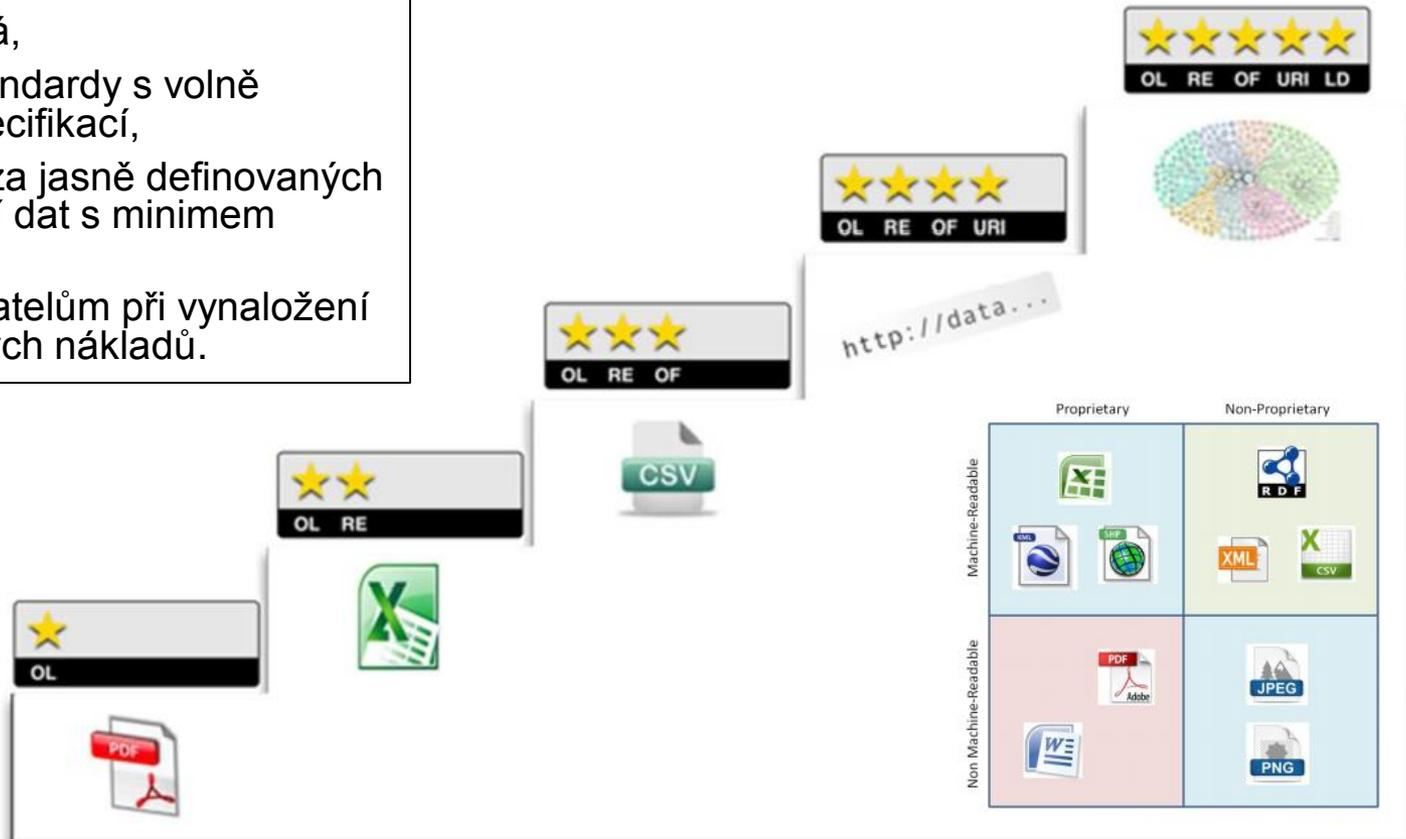 á,
ndardy s volně
ecifikací,
za jasně definovaných
í dat s minimem
atelům při vynaložení
ých nákladů.
OL RE OF URI LD
OL RE OF URI
http://data...
OL RE OF
CSV
OL RE
OL
PDF
Proprietary
Non-Proprietary
Machine-Readable
Non Machine-Readable
RDF
XML
SHP
XML
X
CSV
PDF
Adobe
JPEG
W
PNG